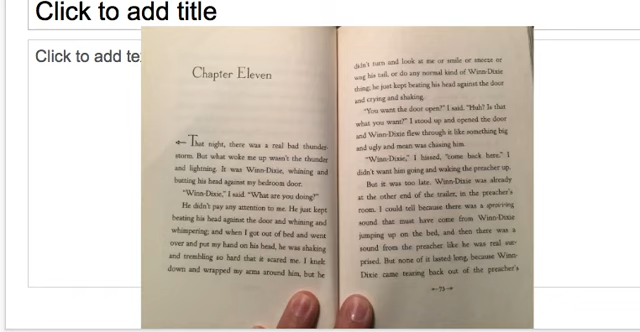 Click to add title
Click to add te
Chapter Eleven
That night, there was a real bad thunder-
storm. But what woke me up wasn't the thunder
and lightning. It was Winn-Dixie, whining and
butting his head against my bedroom door.
"Winn-Dixie," I said. "What are you doing?"
He didn't pay any attention to me. He just kept
beating his head against the door and whining and
whimpering; and when I got out of bed and went
over and put my hand on his head, he was shaking
and trembling so hard that it scared me. I knelt
down and wrapped my arms around him, but he
didn't turn and look at me or smile or sneeze or
wag his tail, or do any normal kind of Winn-Dixie
thing; he just kept beating his head against the door
and crying and shaking.
"You want the door open?" I said. "Huh? Is that
what you want?" I stood up and opened the door
and Winn-Dixie flew through it like something big
and ugly and mean was chasing him.
"Winn-Dixie," I hissed, "come back here." I
didn't want him going and waking the preacher up.
But it was too late. Winn-Dixie was already
at the other end of the trailer, in the preacher's
room. I could tell because there was a sproi-i-ing
sound that must have come from Winn-Dixie
jumping up on the bed, and then there was a
sound from the preacher like he was real sur-
prised. But none of it lasted long, because Winn-
Dixie came tearing back out of the preacher's
73